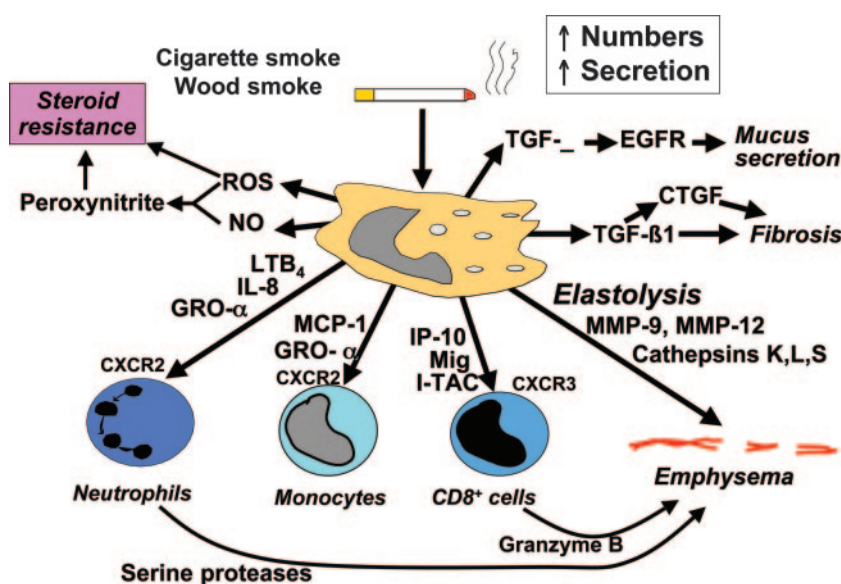 Cigarette smoke
Wood smoke
↑ Numbers
↑ Secretion
Steroid
resistance
Peroxynitrite
ROS
NO
TGF-_
EGFR
Mucus
secretion
CTGF
TGF-ß1
Fibrosis
LTB4
IL-8
GRO-α
CXCR2
MCP-1
GRO- α
CXCR2
IP-10
Mig
I-TAC
CXCR3
Elastolysis
MMP-9, MMP-12
Cathepsins K,L,S
Neutrophils
Monocytes
CD8+ cells
Emphysema
Granzyme B
Serine proteases